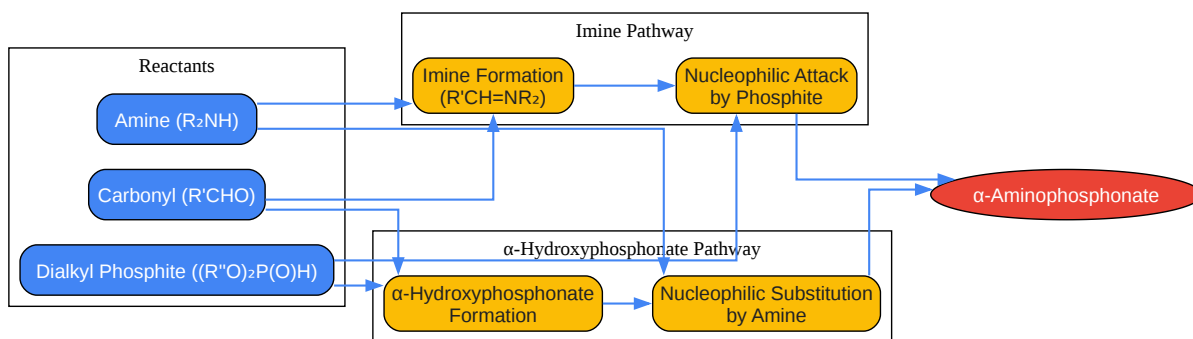 Reactants
Amine (R₂NH)
Carbonyl (R'CHO)
Dialkyl Phosphite ((R''O)₂P(O)H)
Imine Pathway
Imine Formation
(R'CH=NR₂)
Nucleophilic Attack
by Phosphite
α-Hydroxyphosphonate Pathway
α-Hydroxyphosphonate
Formation
Nucleophilic Substitution
by Amine
α-Aminophosphonate